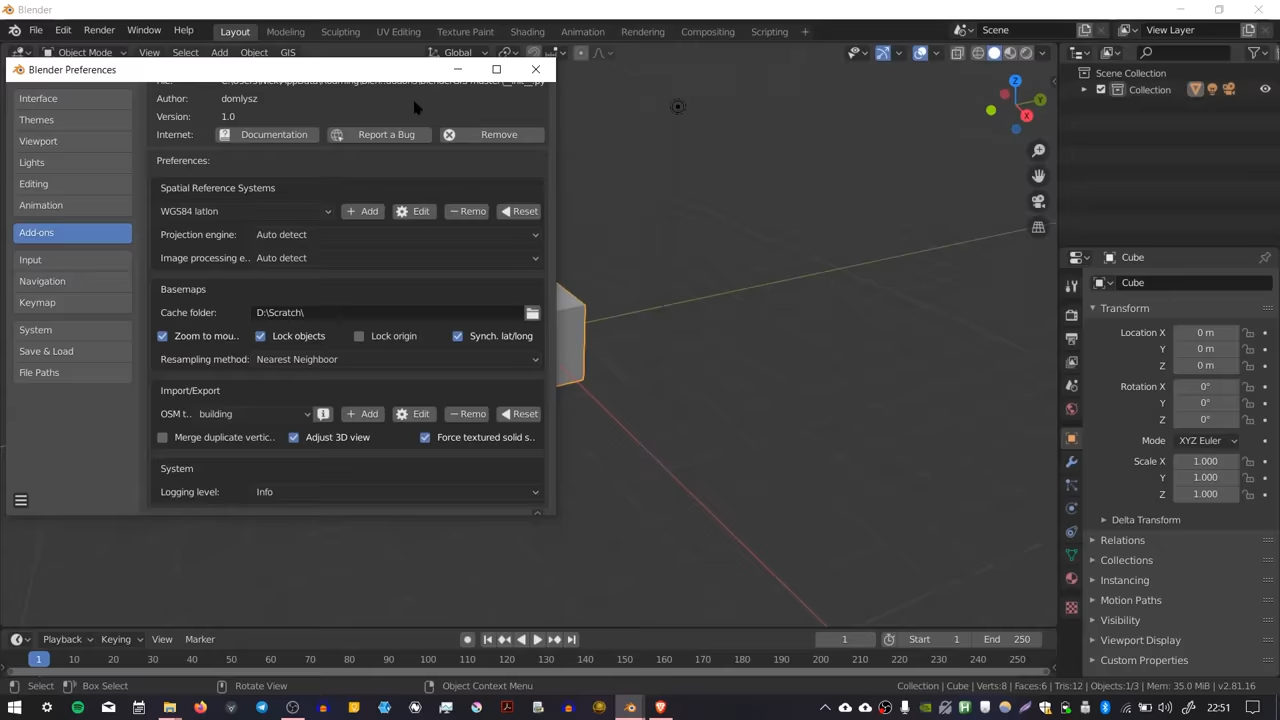 Blender
File Edit Render Window Help Layout Modeling Sculpting UV Editing Texture Paint Shading Animation Rendering Compositing Scripting + Scene View Layer
Object Mode View Select Add Object GIS Global
Blender Preferences
Scene Collection
Collection
Interface
Themes
Viewport
Lights
Editing
Animation
Add-ons
Input
Navigation
Keymap
System
Save & Load
File Paths
Author: domlysz
Version: 1.0
Internet: Documentation Report a Bug Remove
Preferences:
Spatial Reference Systems
WGS84 latlon Add Edit Remo Reset
Projection engine: Auto detect
Image processing e.. Auto detect
Basemaps
Cache folder: D:\Scratch\
Zoom to mou.. Lock objects Lock origin Synch. lat/long
Resampling method: Nearest Neighboor
Import/Export
OSM t.. building Add Edit Remo Reset
Merge duplicate vertic.. Adjust 3D view Force textured solid s..
System
Logging level: Info
Z
Y
X
Cube
Cube
Transform
Location X 0 m
Y 0 m
Z 0 m
Rotation X 0°
Y 0°
Z 0°
Mode XYZ Euler
Scale X 1.000
Y 1.000
Z 1.000
Delta Transform
Relations
Collections
Instancing
Motion Paths
Visibility
Viewport Display
Custom Properties
Playback Keying View Marker 1 Start 1 End 250
1 10 20 30 40 50 60 70 80 90 100 110 120 130 140 150 160 170 180 190 200 210 220 230 240 250
Select Box Select Rotate View Object Context Menu Collection | Cube | Verts:8 | Faces:6 | Tris:12 | Objects:1/3 | Mem: 35.0 MiB | v2.81.16
22:51